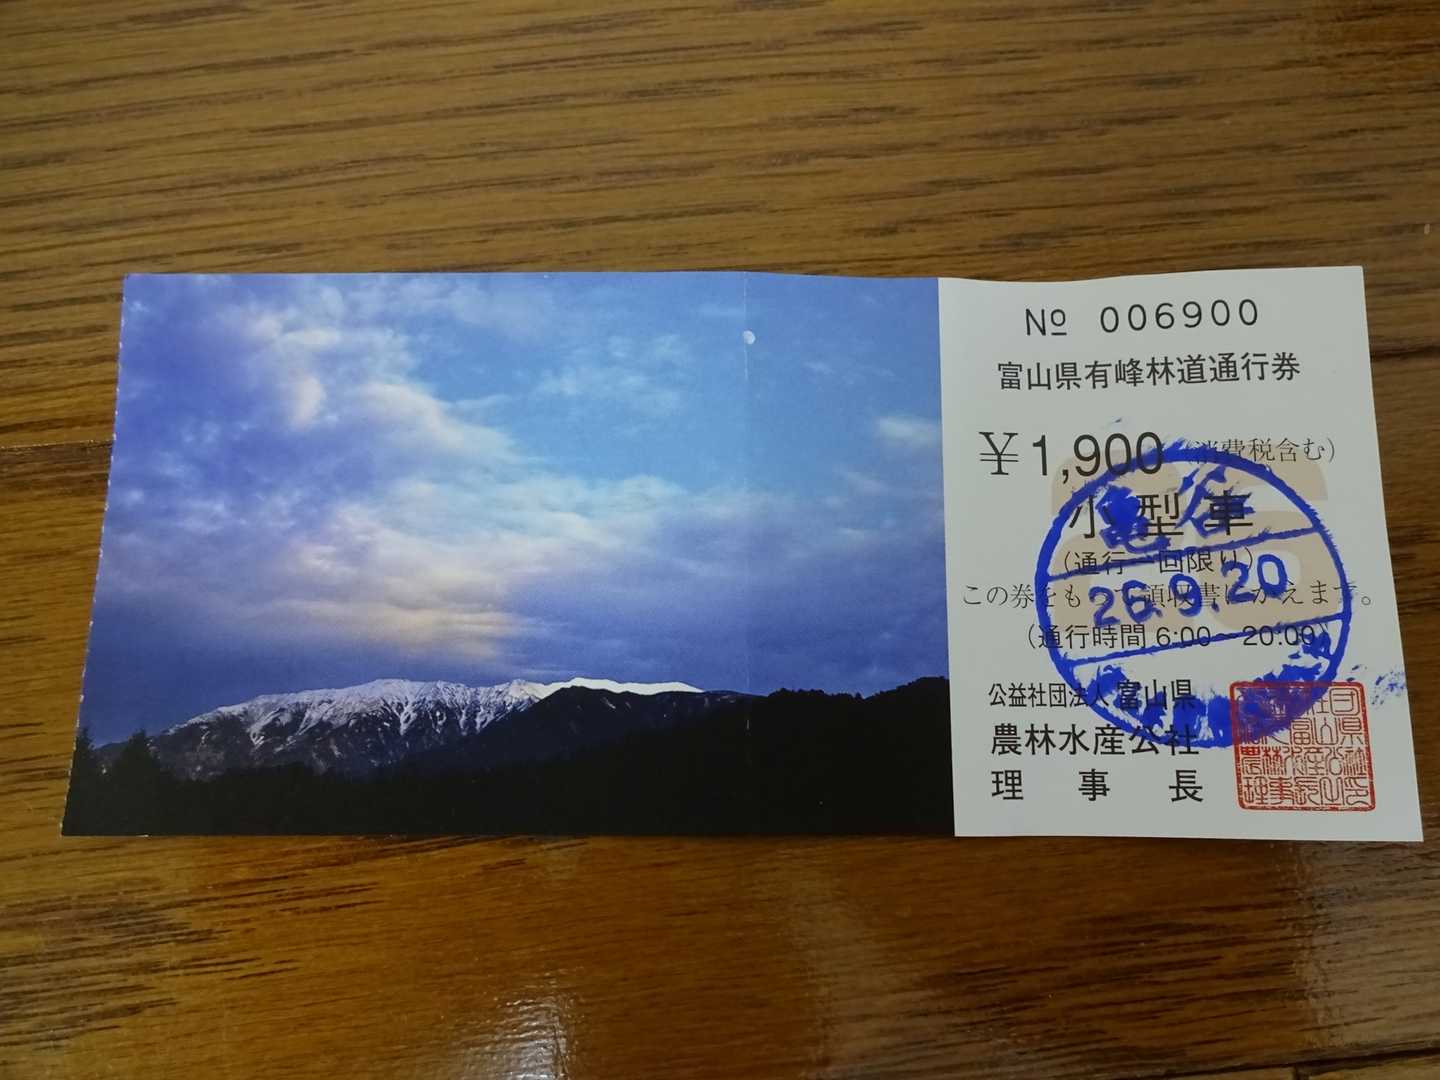 № 006900
富山県有峰林道通行券
¥1,900 (消費税含む)
小型車
(通行一回限り)
この券をもって領収書にかえます。
(通行時間 6:00～20:00)
公益社団法人 富山県
農林水産公社
理事長
亀谷
26.9.20